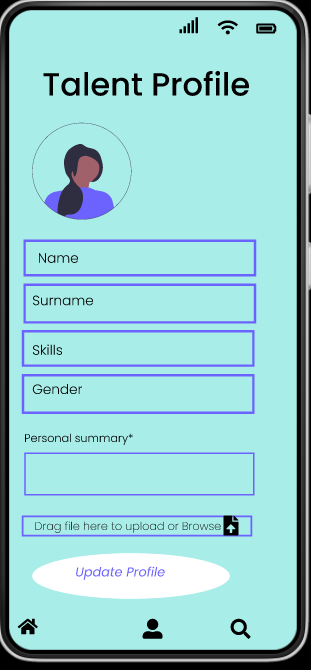 Talent Profile
Name
Surname
Skills
Gender
Personal summary*
Drag file here to upload or Browse
Update Profile